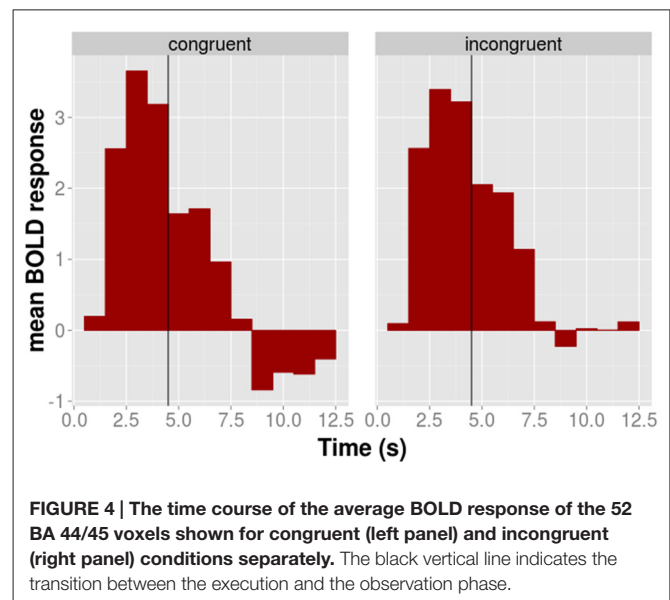 congruent
incongruent
mean BOLD response
3
2
1
0
-1
0.0 2.5 5.0 7.5 10.0 12.5
0.0 2.5 5.0 7.5 10.0 12.5
Time (s)
FIGURE 4 | The time course of the average BOLD response of the 52
BA 44/45 voxels shown for congruent (left panel) and incongruent
(right panel) conditions separately. The black vertical line indicates the
transition between the execution and the observation phase.